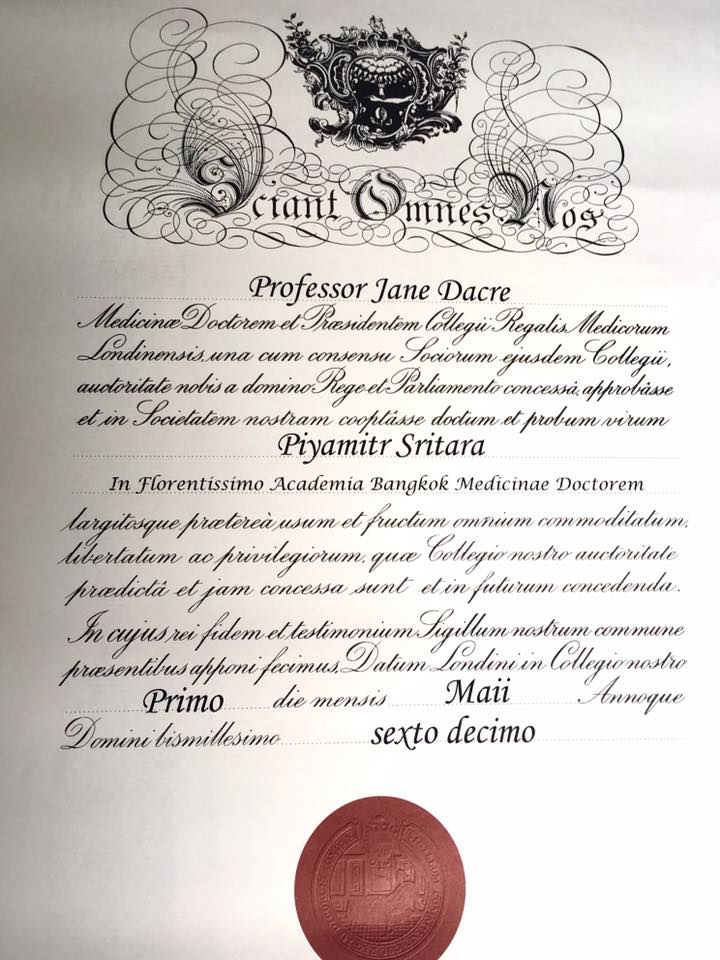 Sciant Omnes Nos
Professor Jane Dacre
Medicinæ Doctorem et Præsidentem Collegii Regalis Medicorum
Londinensis, una cum consensu Sociorum ejusdem Collegii,
auctoritate nobis a domino Rege et Parliamento concessâ, approbâsse
et in Societatem nostram cooptâsse doctum et probum virum
Piyamitr Sritara
In Florentissimo Academia Bangkok Medicinae Doctorem
largitosque prætereà usum et fructum omnium commoditatum,
libertatum ac privilegiorum, quæ Collegio nostro auctoritate
prædictâ et jam concessa sunt et in futurum concedenda.
In cujus rei fidem et testimonium Sigillum nostrum commune
præsentibus apponi fecimus, Datum Londini in Collegio nostro
Primo die mensis Maii Annoque
Domini bismillesimo sexto decimo